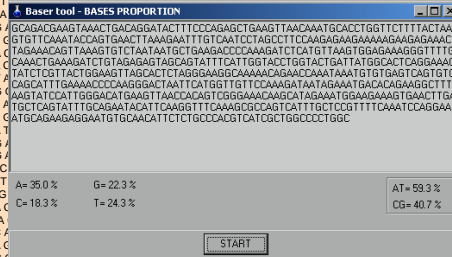 Baser tool - BASES PROPORTION
GCAGACGAAGTAAACTGACAGGATACTTTCCCAGAGCTGAAGTTAACAAATGCACCTGGTTCTTTTACTAA
GTGTTCAAATACCAGTGAACTTAAAGAATTTGTCAATCCTAGCCTTCCAAGAGAAGAAAAAGAAGAGAAAC
TAGAAACAGTTAAAGTGTCTAATAATGCTGAAGACCCCAAAGATCTCATGTTAAGTGGAGAAAGGGTTTTG
CAAACTGAAAGATCTGTAGAGAGTAGCAGTATTTCATTGGTACCTGGTACTGATTATGGCACTCAGGAAAG
TATCTCGTTACTGGAAGTTAGCACTCTAGGGAAGGCAAAAACAGAACCAAATAAATGTGTGAGTCAGTGTG
CAGCATTTGAAAACCCCAAGGGACTAATTCATGGTTGTTCCAAAGATAATAGAAATGACACAGAAGGCTTT
AAGTATCCATTGGGACATGAAGTTAACCACAGTCGGGAAACAAGCATAGAAATGGAAGAAAGTGAACTTGA
TGCTCAGTATTTGCAGAATACATTCAAGGTTTCAAAGCGCCAGTCATTTGCTCCGTTTTCAAATCCAGGAA
ATGCAGAAGAGGAATGTGCAACATTCTCTGCCCACGTCATCGCTGGCCCCTGGC
A= 35.0 % G= 22.3 % AT= 59.3 %
C= 18.3 % T= 24.3 % CG= 40.7 %
START